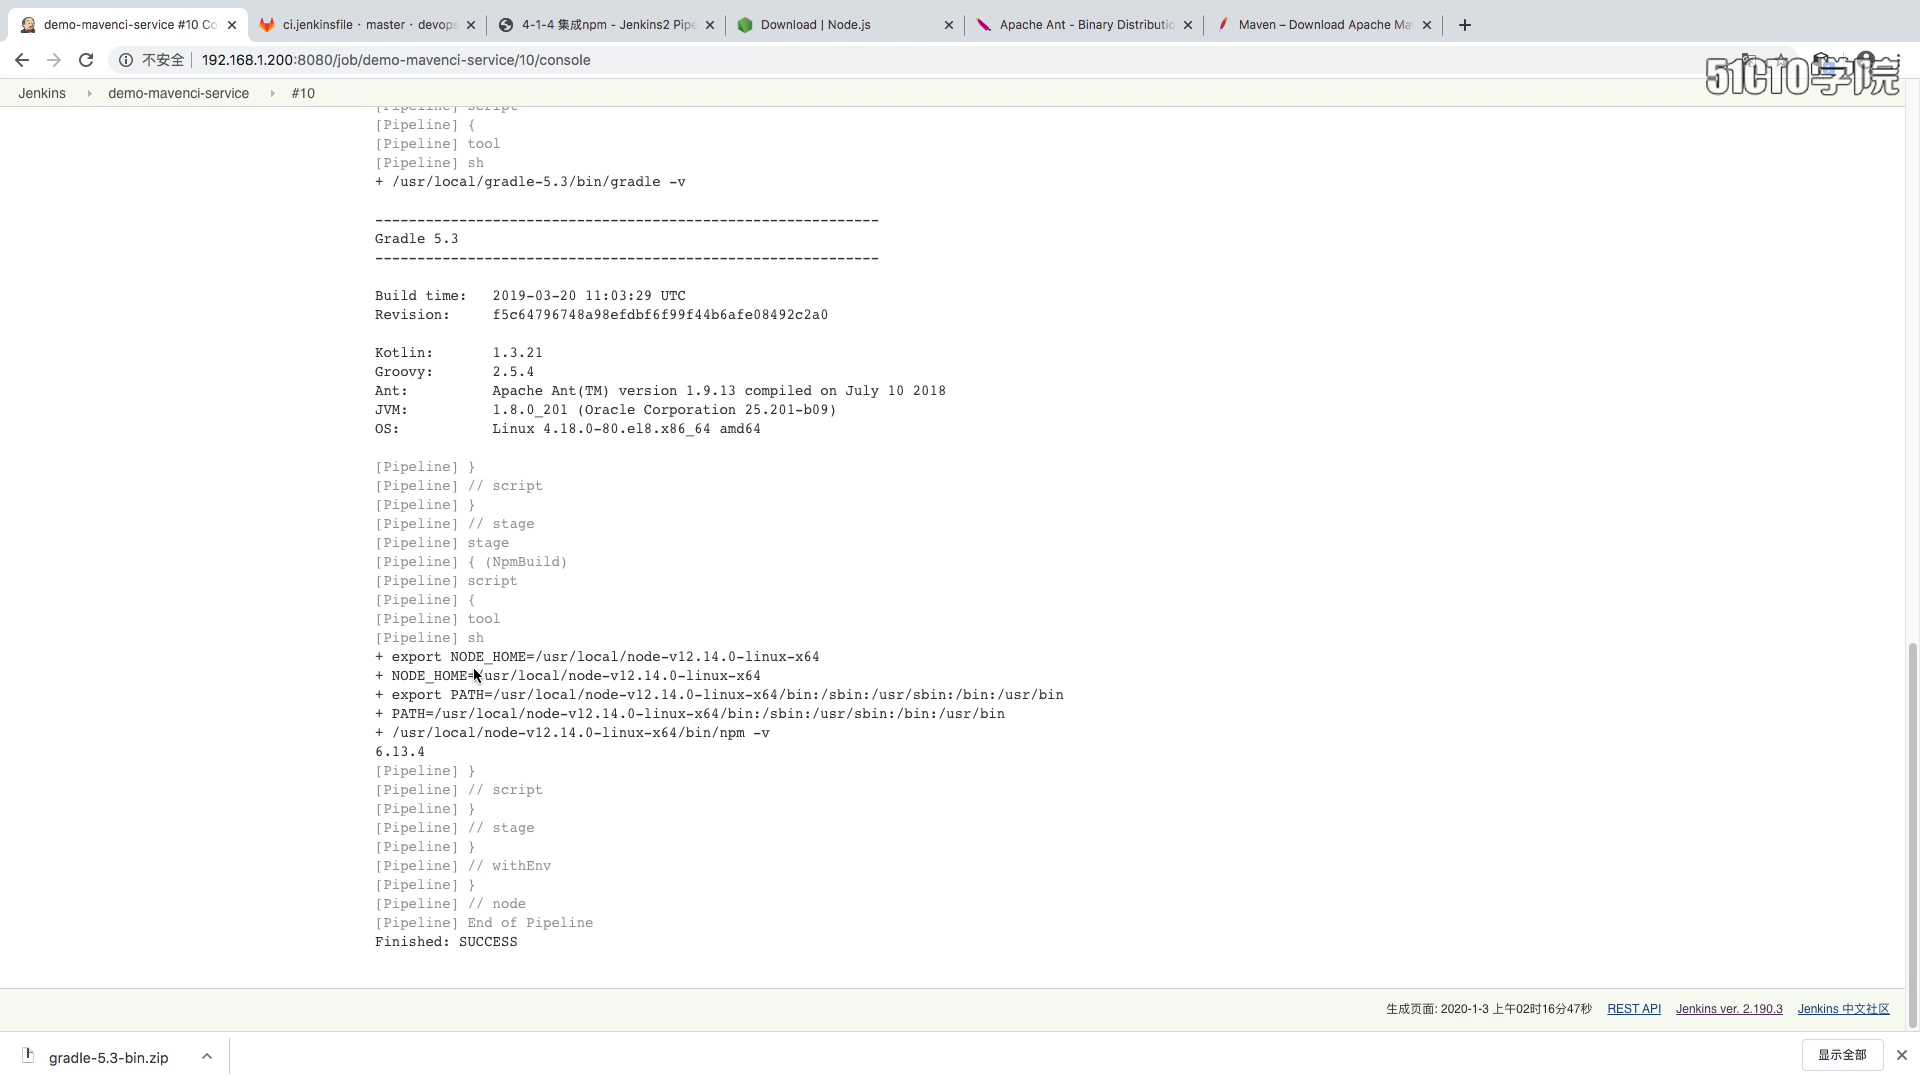 demo-mavenci-service #10 Co
ci.jenkinsfile · master · devops
4-1-4 集成npm - Jenkins2 Pipe
Download | Node.js
Apache Ant - Binary Distributio
Maven – Download Apache Ma
不安全
192.168.1.200:8080/job/demo-mavenci-service/10/console
51CTO学院
Jenkins
demo-mavenci-service
#10
[Pipeline] script
[Pipeline] {
[Pipeline] tool
[Pipeline] sh
+ /usr/local/gradle-5.3/bin/gradle -v
------------------------------------------------------------
Gradle 5.3
------------------------------------------------------------
Build time:   2019-03-20 11:03:29 UTC
Revision:     f5c64796748a98efdbf6f99f44b6afe08492c2a0
Kotlin:       1.3.21
Groovy:       2.5.4
Ant:          Apache Ant(TM) version 1.9.13 compiled on July 10 2018
JVM:          1.8.0_201 (Oracle Corporation 25.201-b09)
OS:           Linux 4.18.0-80.el8.x86_64 amd64
[Pipeline] }
[Pipeline] // script
[Pipeline] }
[Pipeline] // stage
[Pipeline] stage
[Pipeline] { (NpmBuild)
[Pipeline] script
[Pipeline] {
[Pipeline] tool
[Pipeline] sh
+ export NODE_HOME=/usr/local/node-v12.14.0-linux-x64
+ NODE_HOME=/usr/local/node-v12.14.0-linux-x64
+ export PATH=/usr/local/node-v12.14.0-linux-x64/bin:/sbin:/usr/sbin:/bin:/usr/bin
+ PATH=/usr/local/node-v12.14.0-linux-x64/bin:/sbin:/usr/sbin:/bin:/usr/bin
+ /usr/local/node-v12.14.0-linux-x64/bin/npm -v
6.13.4
[Pipeline] }
[Pipeline] // script
[Pipeline] }
[Pipeline] // stage
[Pipeline] }
[Pipeline] // withEnv
[Pipeline] }
[Pipeline] // node
[Pipeline] End of Pipeline
Finished: SUCCESS
生成页面: 2020-1-3 上午02时16分47秒
REST API
Jenkins ver. 2.190.3
Jenkins 中文社区
gradle-5.3-bin.zip
显示全部